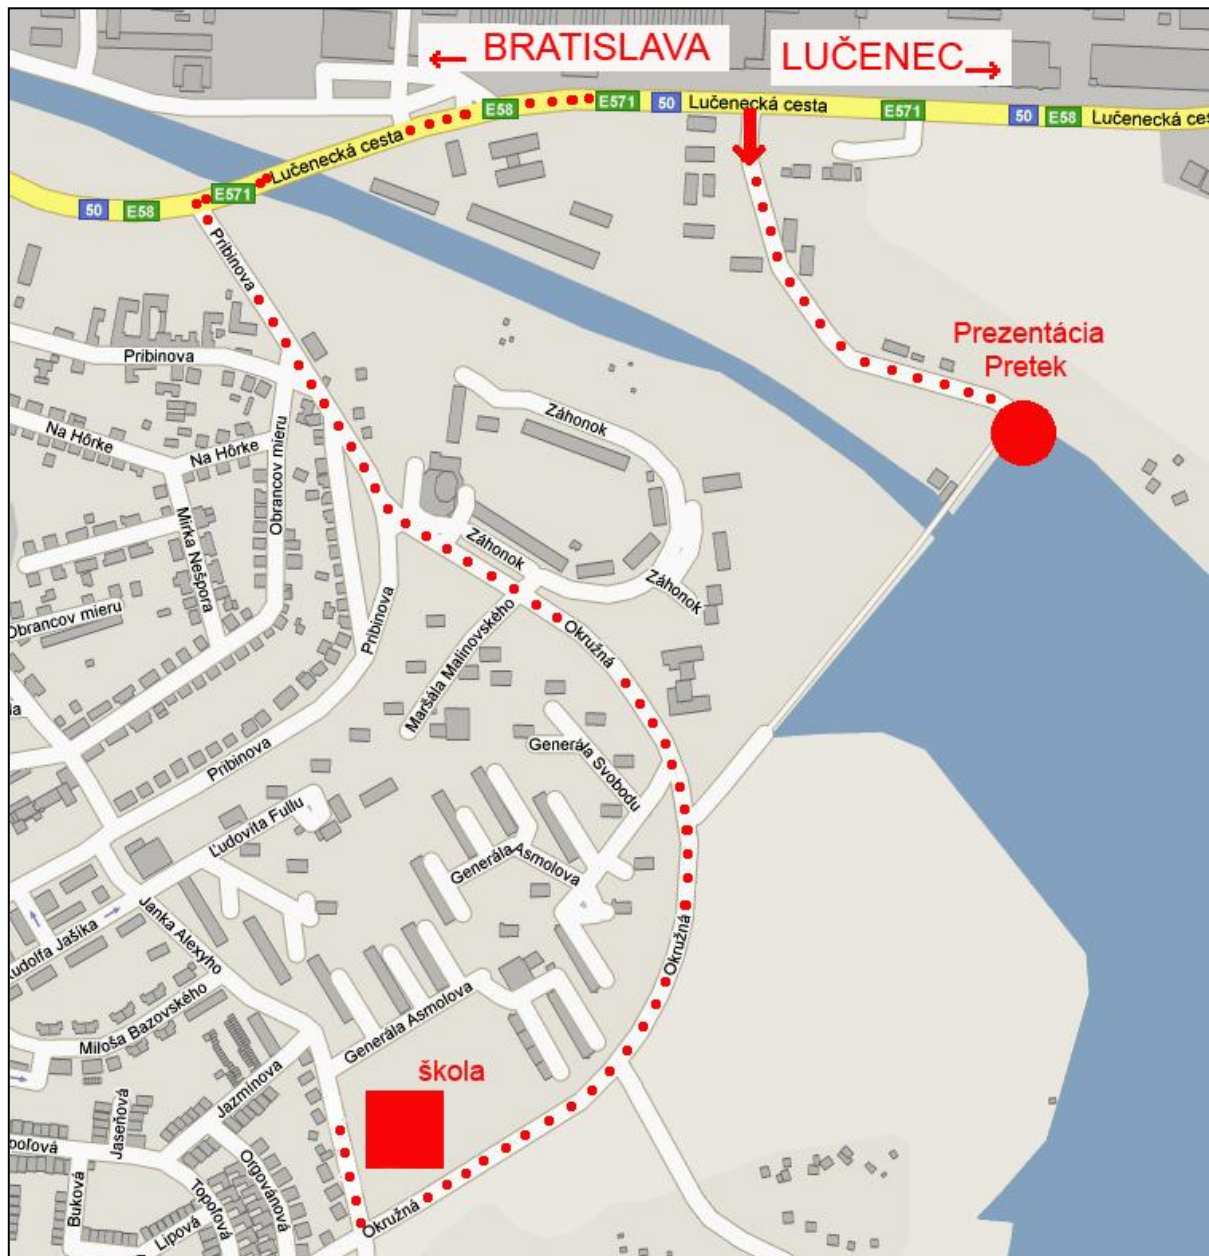 BRATISLAVA
LUČENEC
E58
E571
50
Lučenecká cesta
E571
50
E58
Lučenecká ces
Lučenecká cesta
E571
50
E58
Pribinova
Pribinova
Prezentácia
Pretek
Na Hôrke
Na Hôrke
Obrancov mieru
Záhonok
Mirka Nešpora
Záhonok
Záhonok
Obrancov mieru
Pribinova
Maršála Malinovského
Okružná
Pribinova
Generála Svobodu
Ľudovíta Fullu
Generála Asmolova
Janka Alexyho
Rudolfa Jašíka
Okružná
Miloša Bazovského
Generála Asmolova
škola
Jazmínova
Jaseňová
poľová
Orgovánová
Topoľová
Buková
Lipová
Okružná